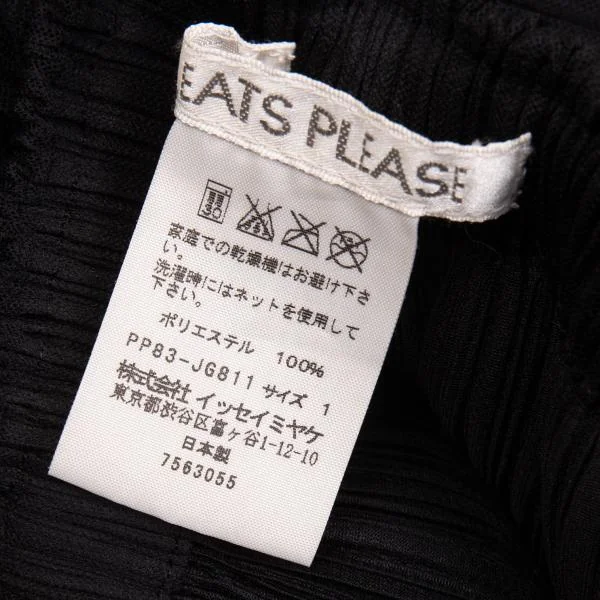 EATS PLEASE
30
家庭での乾燥機はお避け下さ
い。
洗濯時にはネットを使用して
下さい。
ポリエステル 100%
PP83-JG811 サイズ 1
株式会社 イッセイミヤケ
東京都渋谷区富ヶ谷1-12-10
日本製
7563055